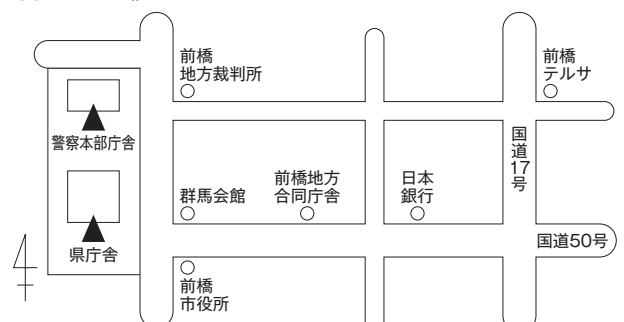 前橋
地方裁判所
前橋
テルサ
警察本部庁舎
国道17号
群馬会館
前橋地方
合同庁舎
日本
銀行
国道50号
県庁舎
前橋
市役所